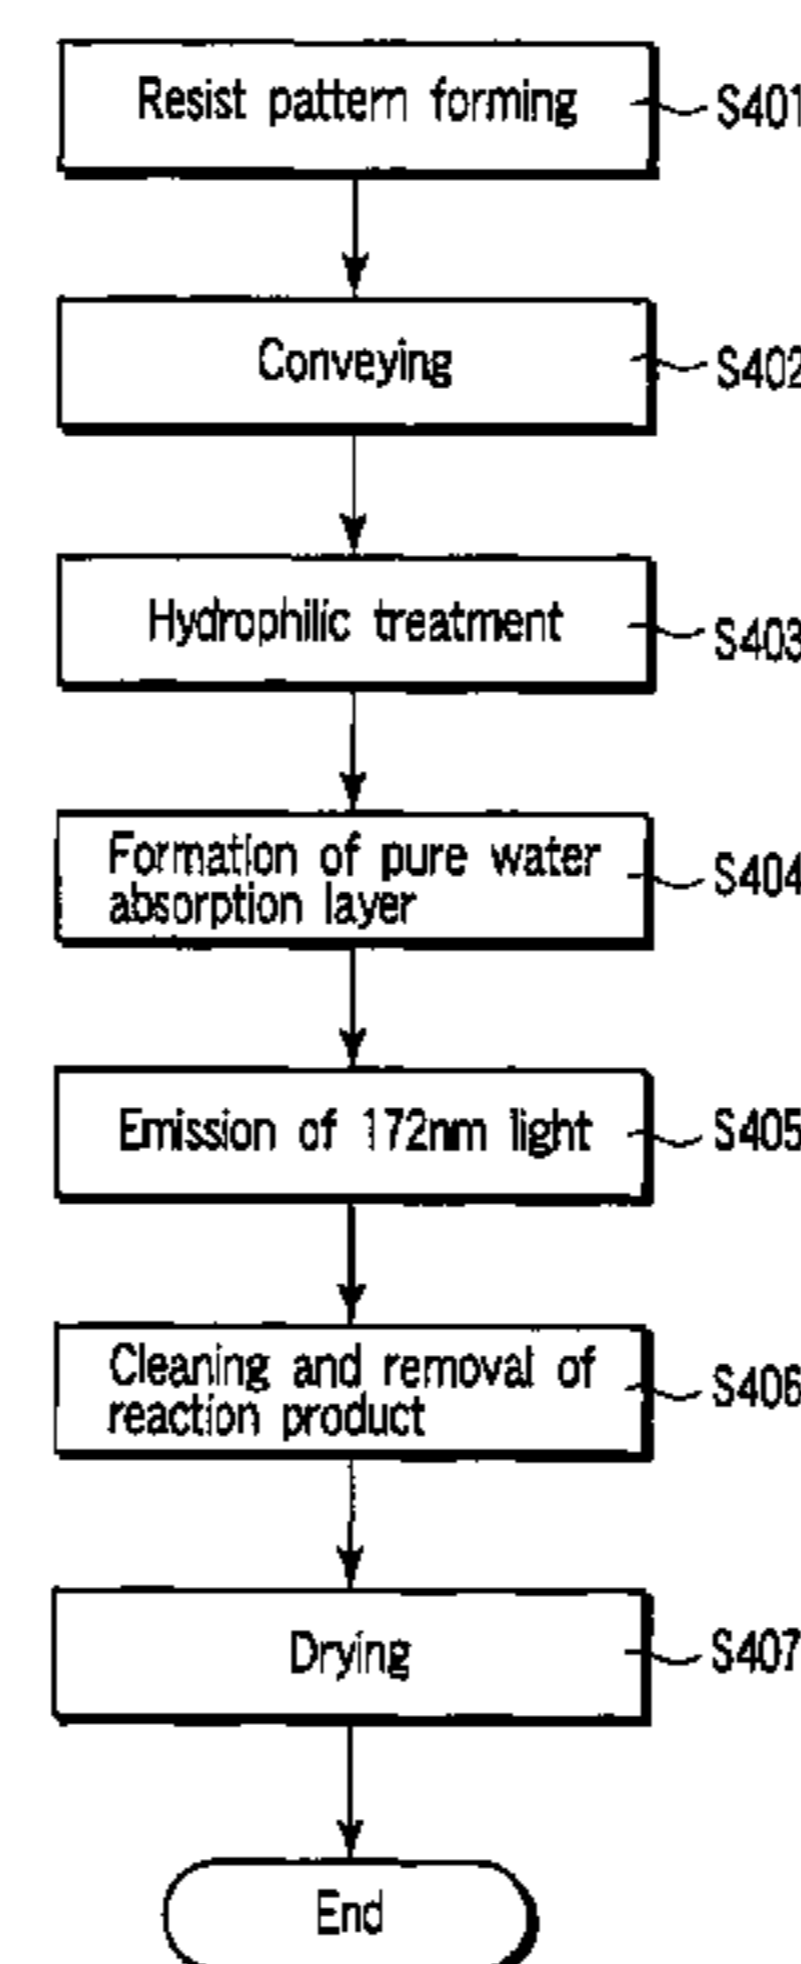 Resist pattern forming
S401
Conveying
S402
Hydrophilic treatment
S403
Formation of pure water
absorption layer
S404
Emission of 172nm light
S405
Cleaning and removal of
reaction product
S406
Drying
S407
End